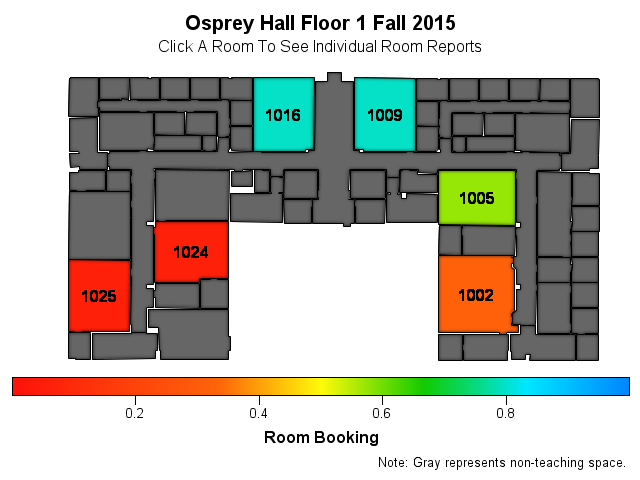 Osprey Hall Floor 1 Fall 2015
Click A Room To See Individual Room Reports
1016 1009
1005
1024
1025 1002
0.2 0.4 0.6 0.8
Room Booking
Note: Gray represents non-teaching space.